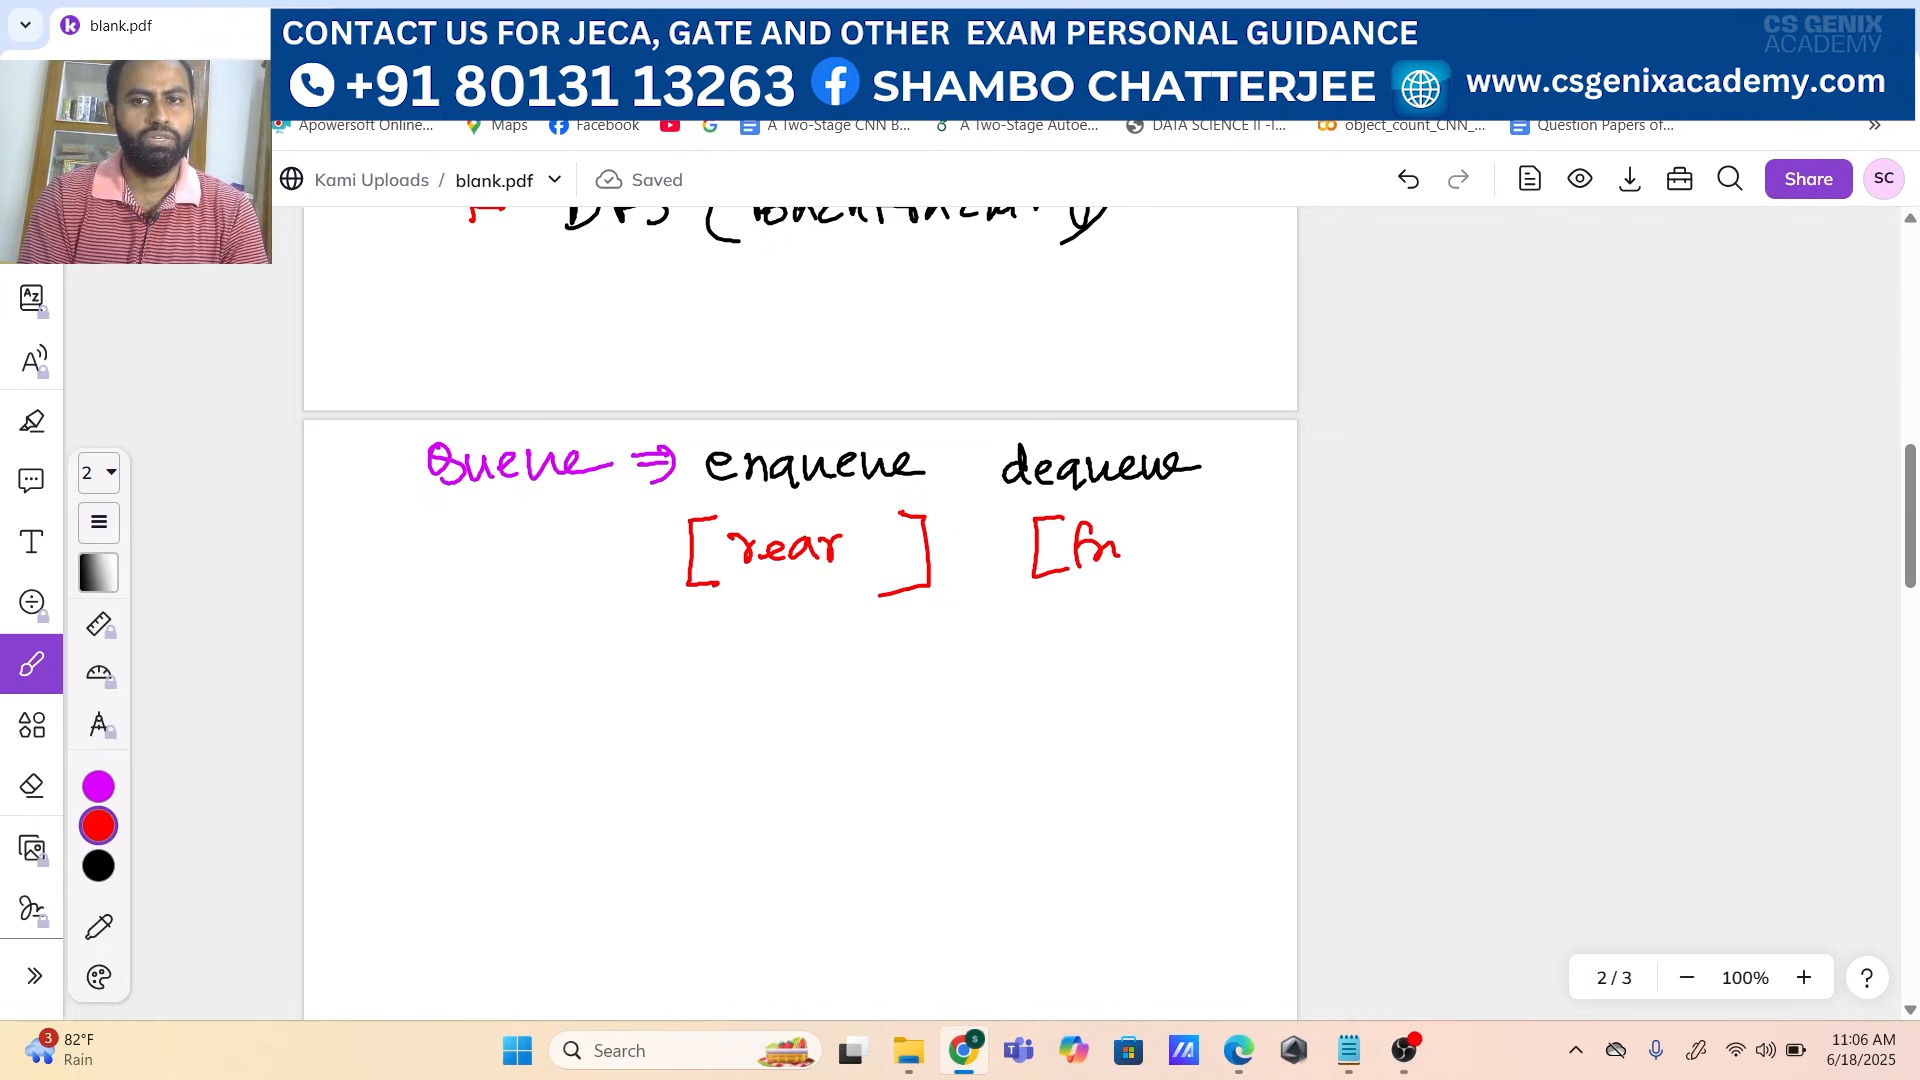 blank.pdf
CONTACT US FOR JECA, GATE AND OTHER EXAM PERSONAL GUIDANCE
CS GENIX
ACADEMY
+91 80131 13263 SHAMBO CHATTERJEE www.csgenixacademy.com
Apowersoft Online... Maps Facebook A Two-Stage CNN B... A Two-Stage Autoe... DATA SCIENCE II -I... object_count_CNN_... Question Papers of...
Kami Uploads / blank.pdf Saved
Share SC
DFS
Queue ⇒ enqueue dequeue
[rear] [fr
2
2 / 3 100%
3 82°F
Rain
Search
11:06 AM
6/18/2025